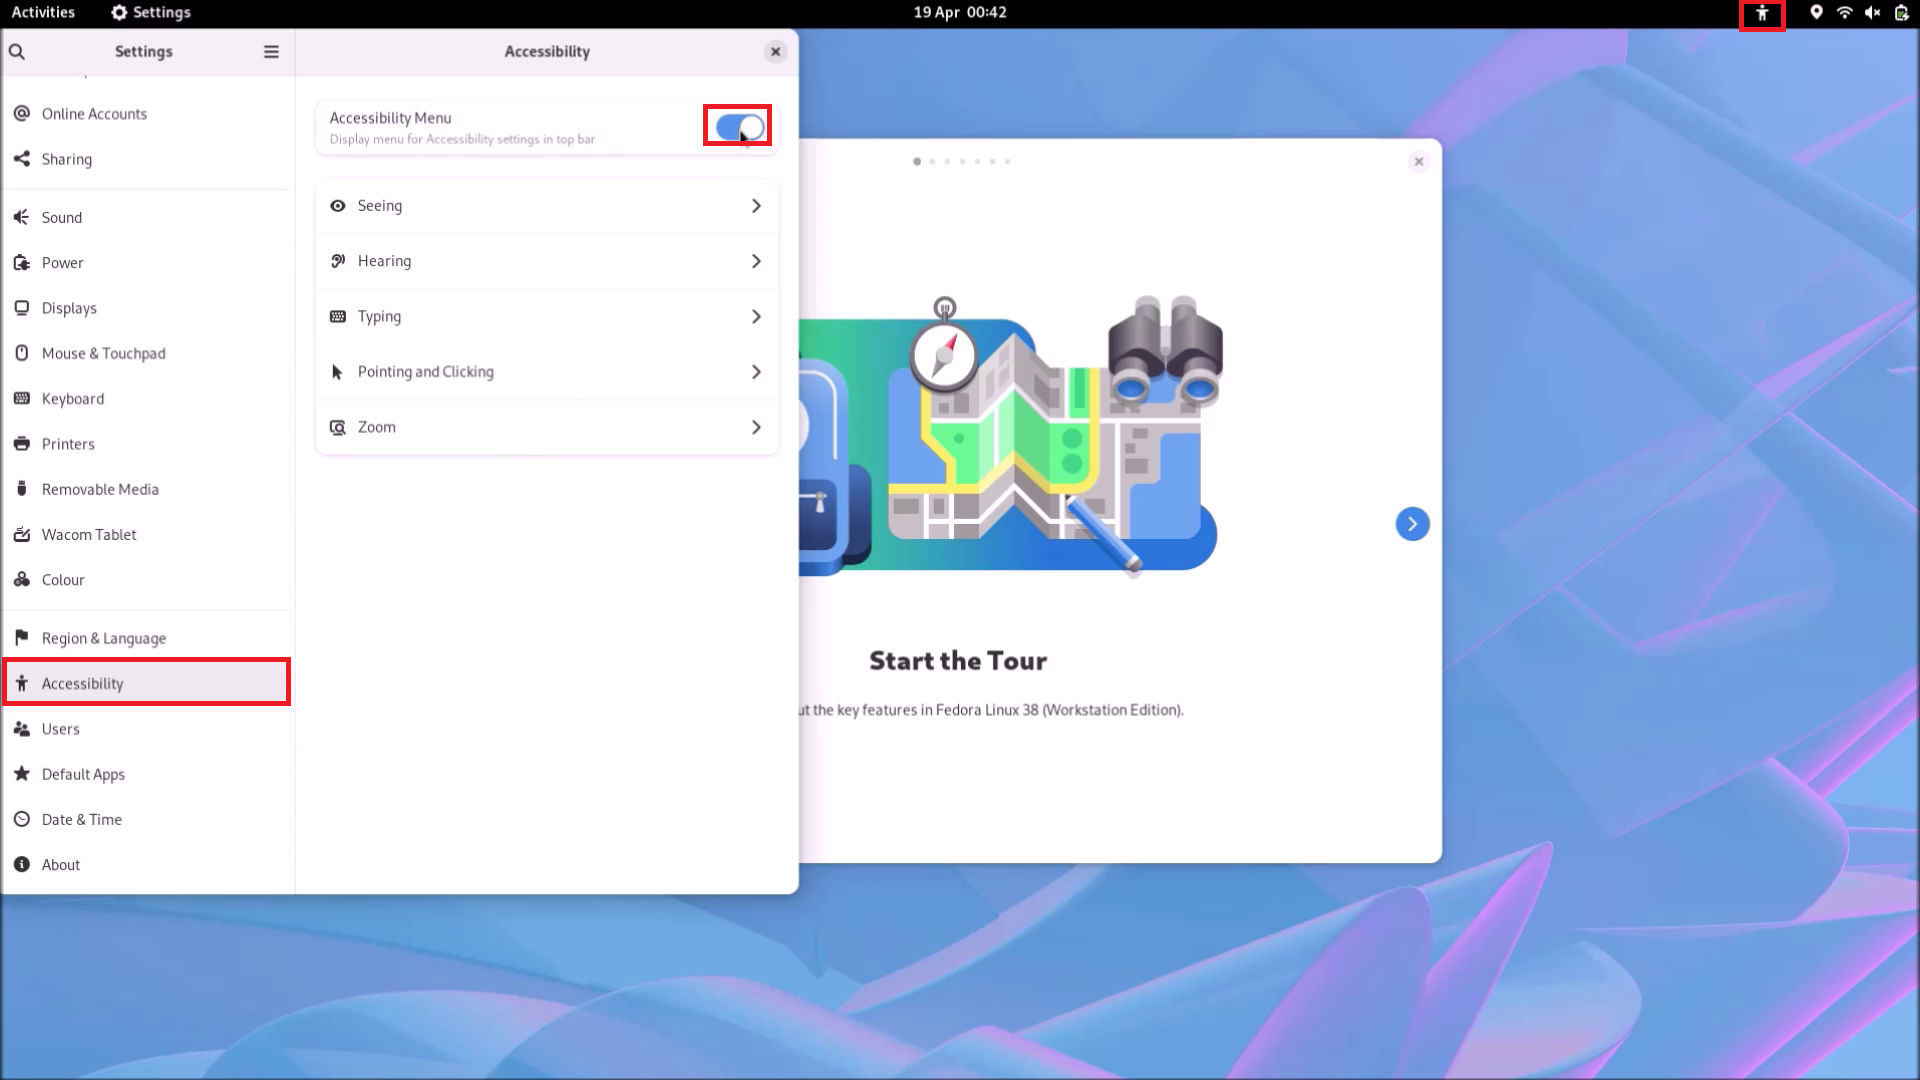 Activities
Settings
19 Apr 00:42
Settings
Accessibility
Online Accounts
Sharing
Sound
Power
Displays
Mouse & Touchpad
Keyboard
Printers
Removable Media
Wacom Tablet
Colour
Region & Language
Accessibility
Users
Default Apps
Date & Time
About
Accessibility Menu
Display menu for Accessibility settings in top bar
Seeing
Hearing
Typing
Pointing and Clicking
Zoom
Start the Tour
the key features in Fedora Linux 38 (Workstation Edition).